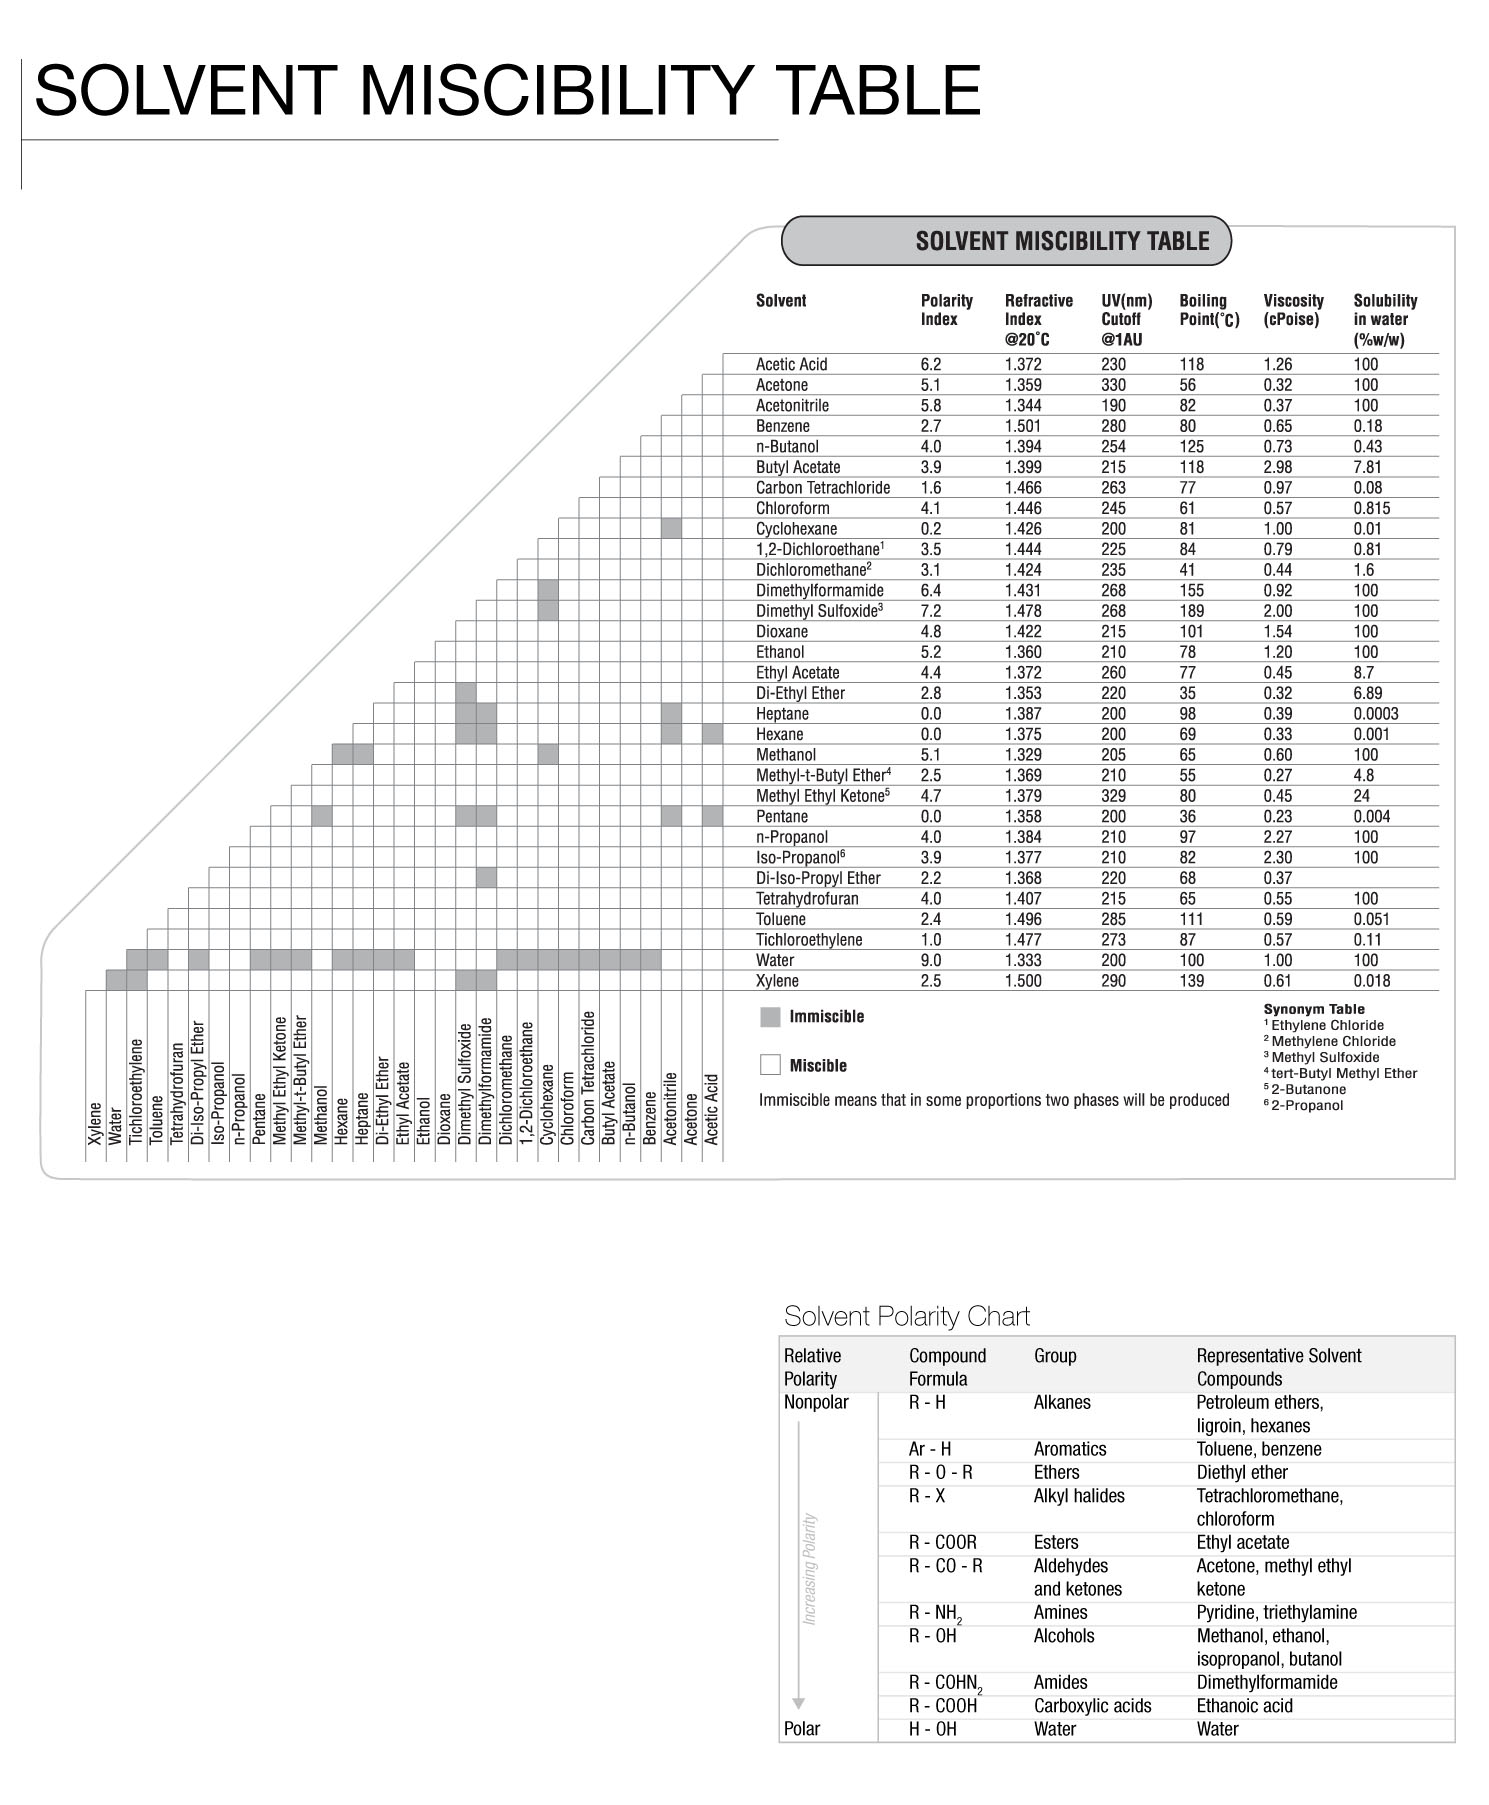 SOLVENT MISCIBILITY TABLE
SOLVENT MISCIBILITY TABLE
Solvent Polarity Index Refractive Index @20˚C UV(nm) Cutoff @1AU Boiling Point(˚C) Viscosity (cPoise) Solubility in water (%w/w)
Acetic Acid 6.2 1.372 230 118 1.26 100
Acetone 5.1 1.359 330 56 0.32 100
Acetonitrile 5.8 1.344 190 82 0.37 100
Benzene 2.7 1.501 280 80 0.65 0.18
n-Butanol 4.0 1.394 254 125 0.73 0.43
Butyl Acetate 3.9 1.399 215 118 2.98 7.81
Carbon Tetrachloride 1.6 1.466 263 77 0.97 0.08
Chloroform 4.1 1.446 245 61 0.57 0.815
Cyclohexane 0.2 1.426 200 81 1.00 0.01
1,2-Dichloroethane1 3.5 1.444 225 84 0.79 0.81
Dichloromethane2 3.1 1.424 235 41 0.44 1.6
Dimethylformamide 6.4 1.431 268 155 0.92 100
Dimethyl Sulfoxide3 7.2 1.478 268 189 2.00 100
Dioxane 4.8 1.422 215 101 1.54 100
Ethanol 5.2 1.360 210 78 1.20 100
Ethyl Acetate 4.4 1.372 260 77 0.45 8.7
Di-Ethyl Ether 2.8 1.353 220 35 0.32 6.89
Heptane 0.0 1.387 200 98 0.39 0.0003
Hexane 0.0 1.375 200 69 0.33 0.001
Methanol 5.1 1.329 205 65 0.60 100
Methyl-t-Butyl Ether4 2.5 1.369 210 55 0.27 4.8
Methyl Ethyl Ketone5 4.7 1.379 329 80 0.45 24
Pentane 0.0 1.358 200 36 0.23 0.004
n-Propanol 4.0 1.384 210 97 2.27 100
Iso-Propanol6 3.9 1.377 210 82 2.30 100
Di-Iso-Propyl Ether 2.2 1.368 220 68 0.37
Tetrahydrofuran 4.0 1.407 215 65 0.55 100
Toluene 2.4 1.496 285 111 0.59 0.051
Tichloroethylene 1.0 1.477 273 87 0.57 0.11
Water 9.0 1.333 200 100 1.00 100
Xylene 2.5 1.500 290 139 0.61 0.018
Xylene
Water
Tichloroethylene
Toluene
Tetrahydrofuran
Di-Iso-Propyl Ether
Iso-Propanol
n-Propanol
Pentane
Methyl Ethyl Ketone
Methyl-t-Butyl Ether
Methanol
Hexane
Heptane
Di-Ethyl Ether
Ethyl Acetate
Ethanol
Dioxane
Dimethyl Sulfoxide
Dimethylformamide
Dichloromethane
1,2-Dichloroethane
Cyclohexane
Chloroform
Carbon Tetrachloride
Butyl Acetate
n-Butanol
Benzene
Acetonitrile
Acetone
Acetic Acid
Immiscible
Miscible
Immiscible means that in some proportions two phases will be produced
Synonym Table
1 Ethylene Chloride
2 Methylene Chloride
3 Methyl Sulfoxide
4 tert-Butyl Methyl Ether
5 2-Butanone
6 2-Propanol
Solvent Polarity Chart
Relative Compound Group Representative Solvent
Polarity Formula Compounds
Nonpolar R - H Alkanes Petroleum ethers,
ligroin, hexanes
Ar - H Aromatics Toluene, benzene
R - O - R Ethers Diethyl ether
R - X Alkyl halides Tetrachloromethane,
chloroform
R - COOR Esters Ethyl acetate
R - CO - R Aldehydes Acetone, methyl ethyl
and ketones ketone
R - NH2 Amines Pyridine, triethylamine
R - OH Alcohols Methanol, ethanol,
isopropanol, butanol
R - COHN2 Amides Dimethylformamide
R - COOH Carboxylic acids Ethanoic acid
Polar H - OH Water Water
Increasing Polarity